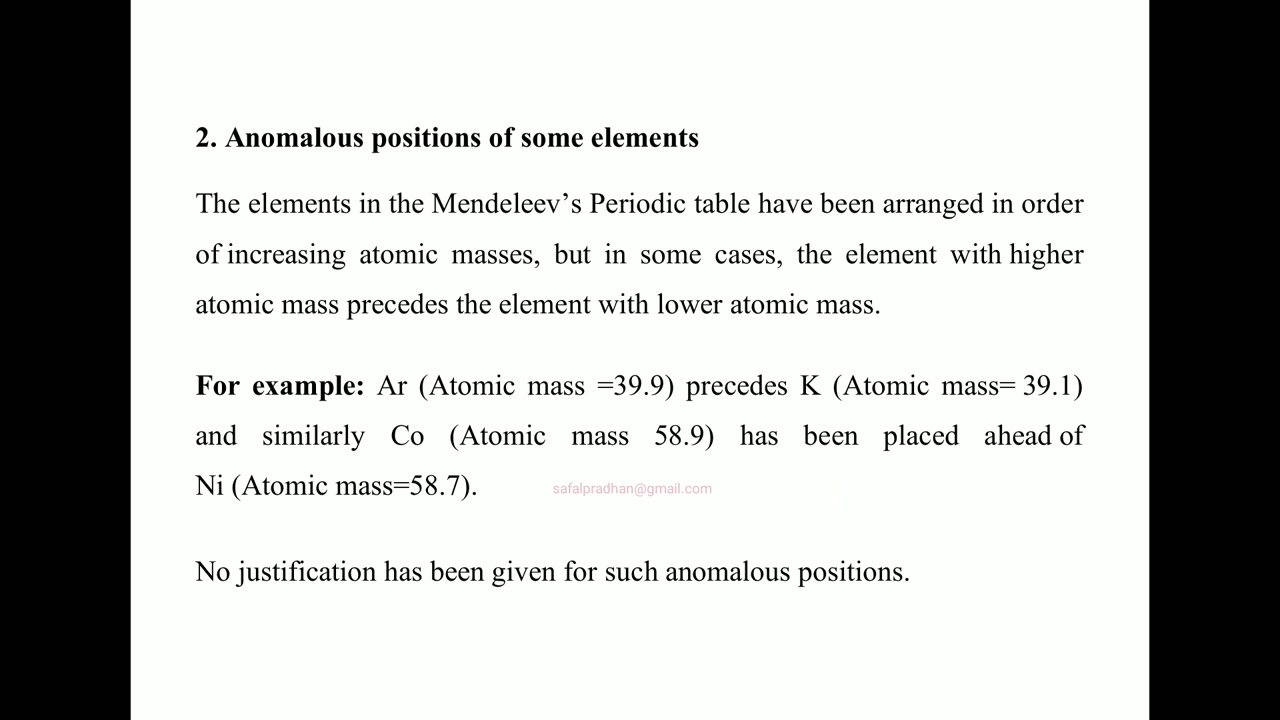 2. Anomalous positions of some elements
The elements in the Mendeleev’s Periodic table have been arranged in order
of increasing atomic masses, but in some cases, the element with higher
atomic mass precedes the element with lower atomic mass.
For example: Ar (Atomic mass =39.9) precedes K (Atomic mass= 39.1)
and similarly Co (Atomic mass 58.9) has been placed ahead of
Ni (Atomic mass=58.7).
safalpradhan@gmail.com
No justification has been given for such anomalous positions.